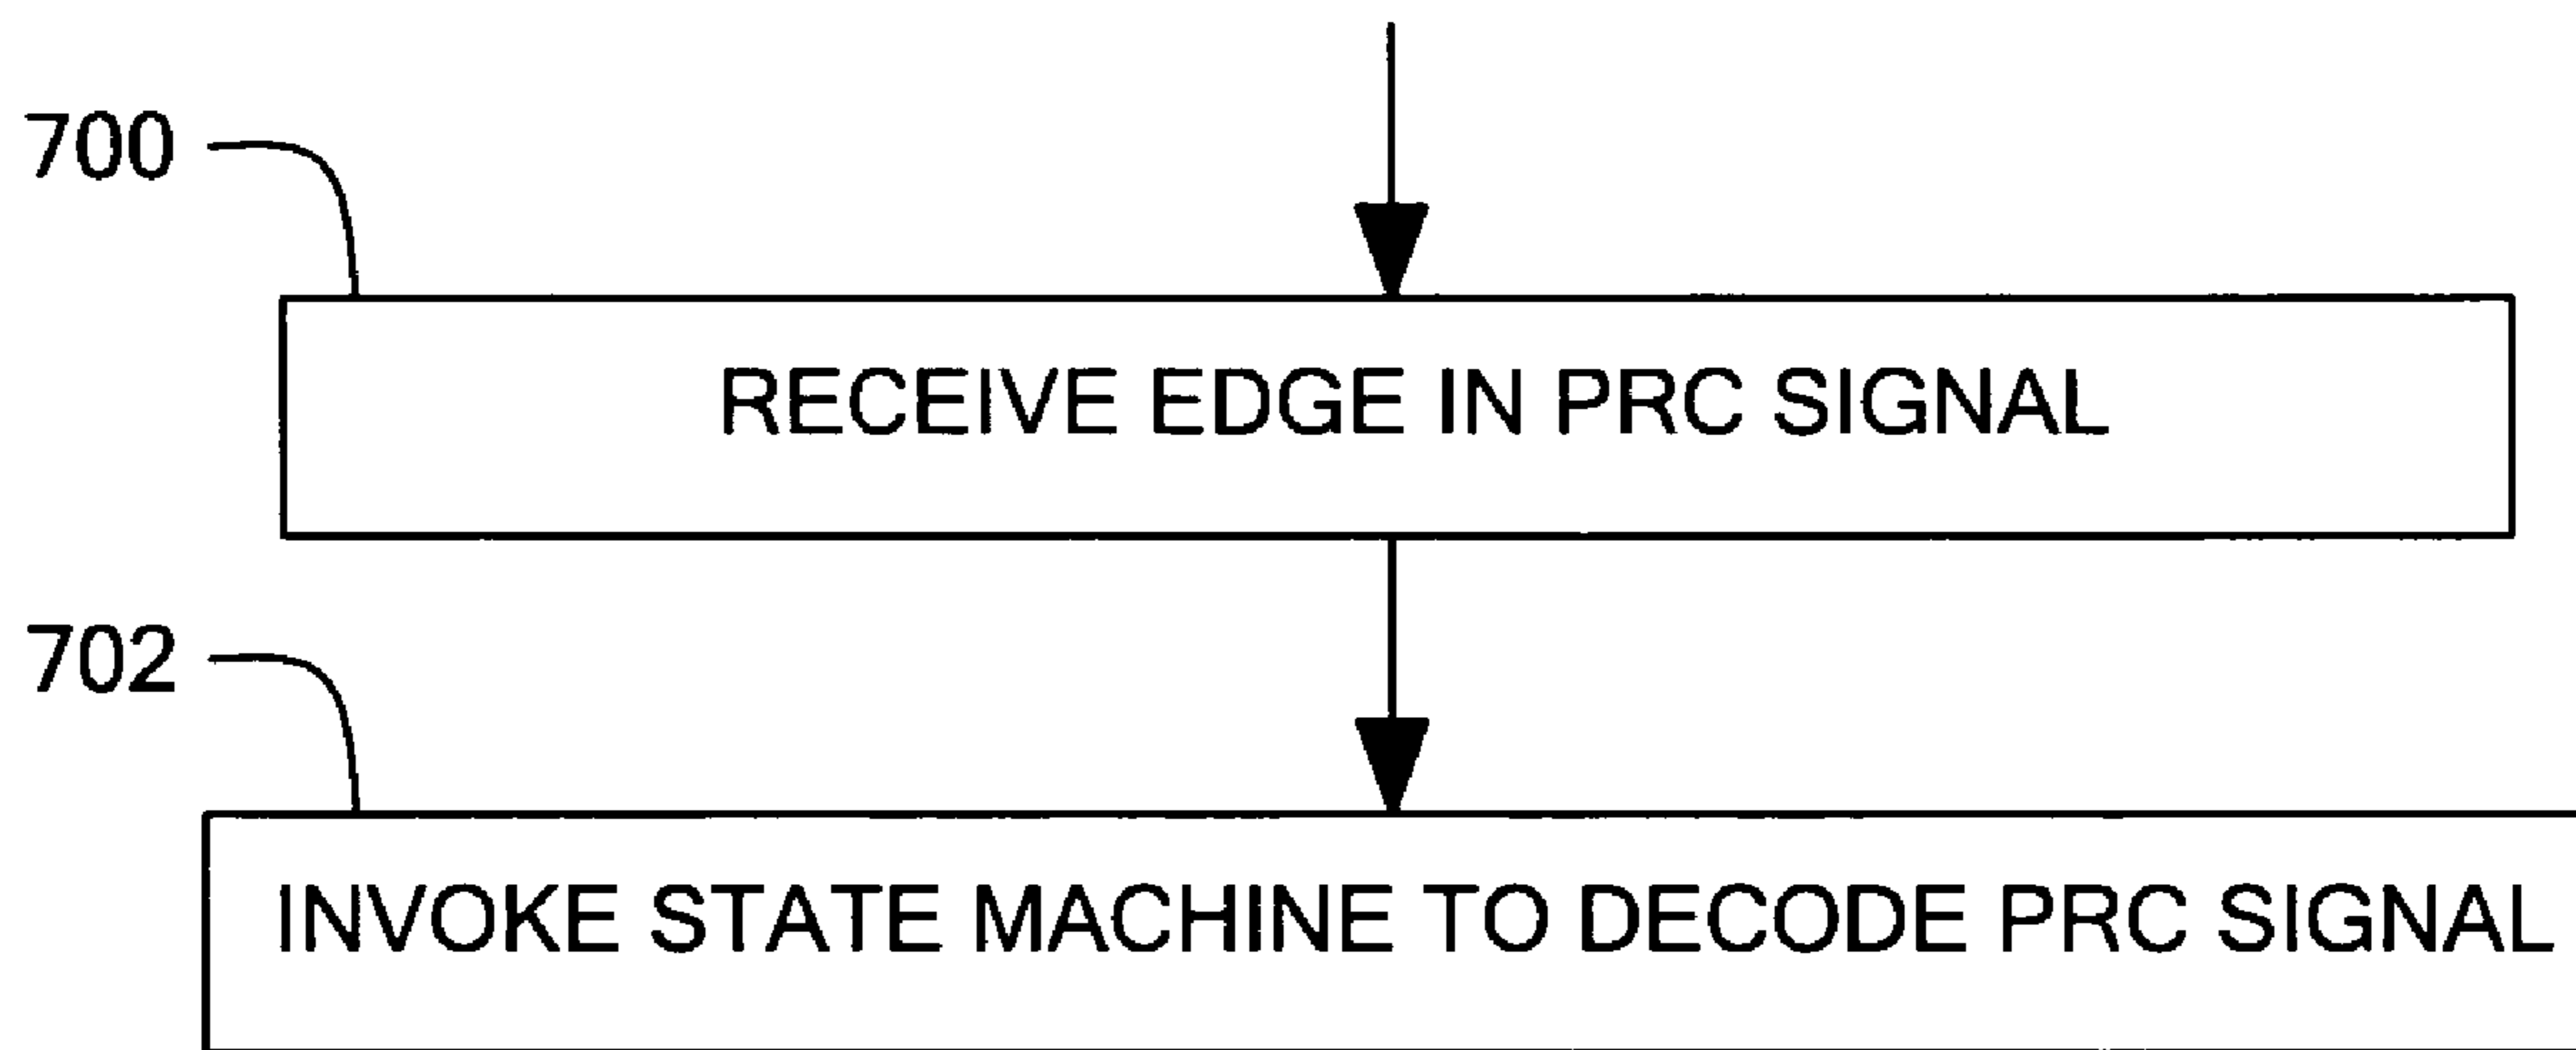 700
RECEIVE EDGE IN PRC SIGNAL
702
INVOKE STATE MACHINE TO DECODE PRC SIGNAL